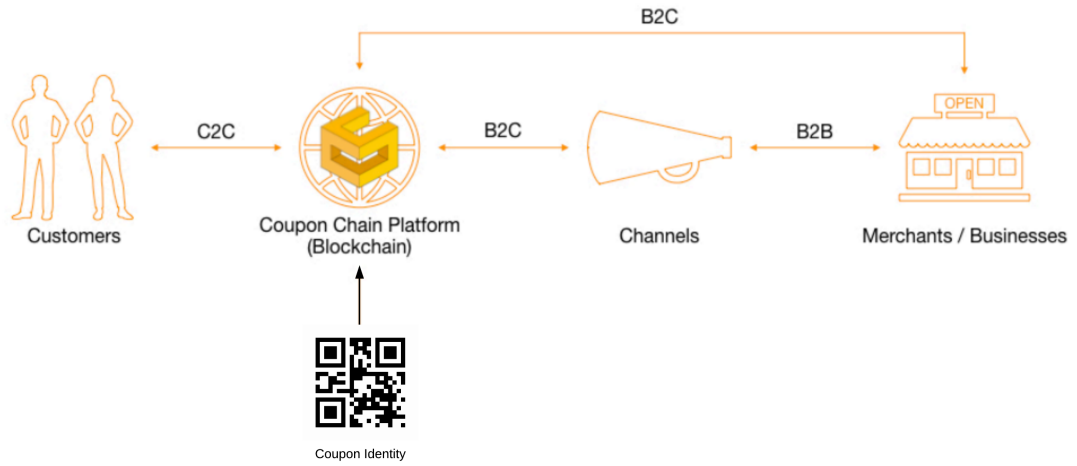 B2C
C2C
B2C
B2B
OPEN
Customers
Coupon Chain Platform
(Blockchain)
Channels
Merchants / Businesses
Coupon Identity